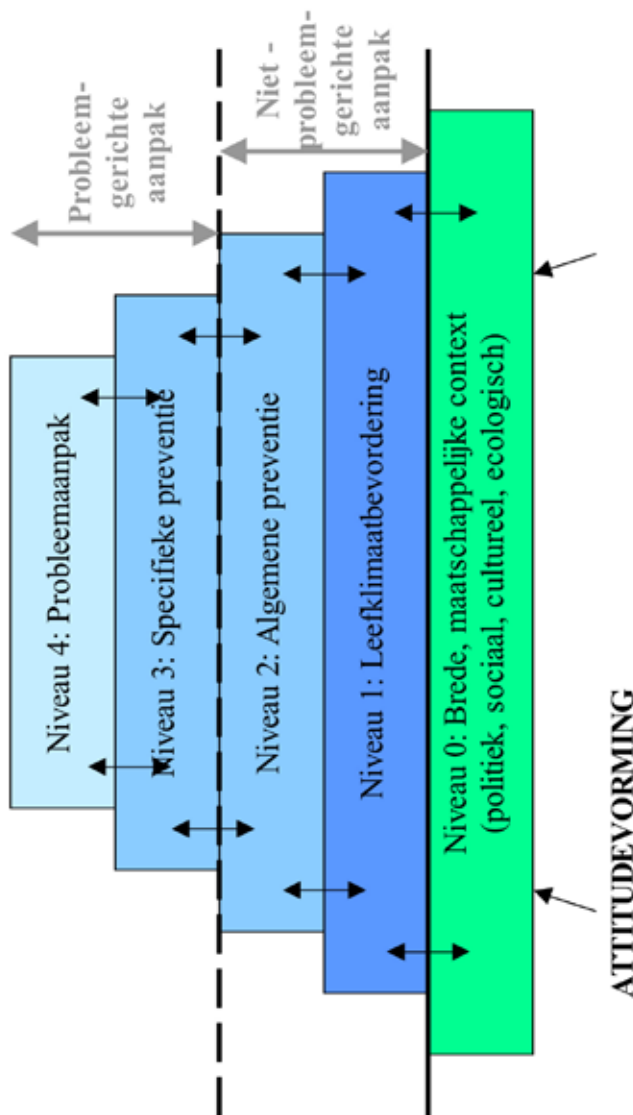 Probleem-
gerichte
aanpak
Niet -
probleem-
gerichte
aanpak
Niveau 4: Probleemaanpak
Niveau 3: Specifieke preventie
Niveau 2: Algemene preventie
Niveau 1: Leefklimaatbevordering
Niveau 0: Brede, maatschappelijke context
(politiek, sociaal, cultureel, ecologisch)
ATTITUDEVORMING